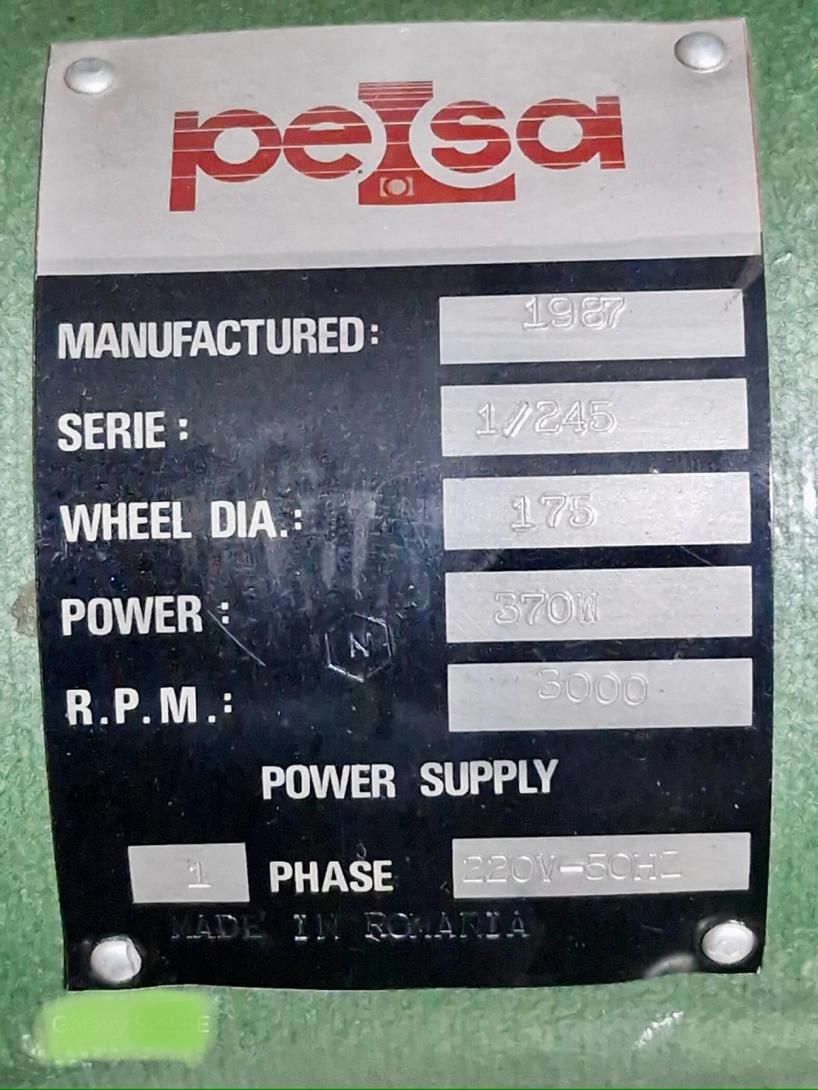 pelsa
MANUFACTURED: 1987
SERIE: 1/245
WHEEL DIA.: 175
POWER: 370W
N
R.P.M.: 3000
POWER SUPPLY
1 PHASE 220V-50HZ
MADE IN ROMANIA